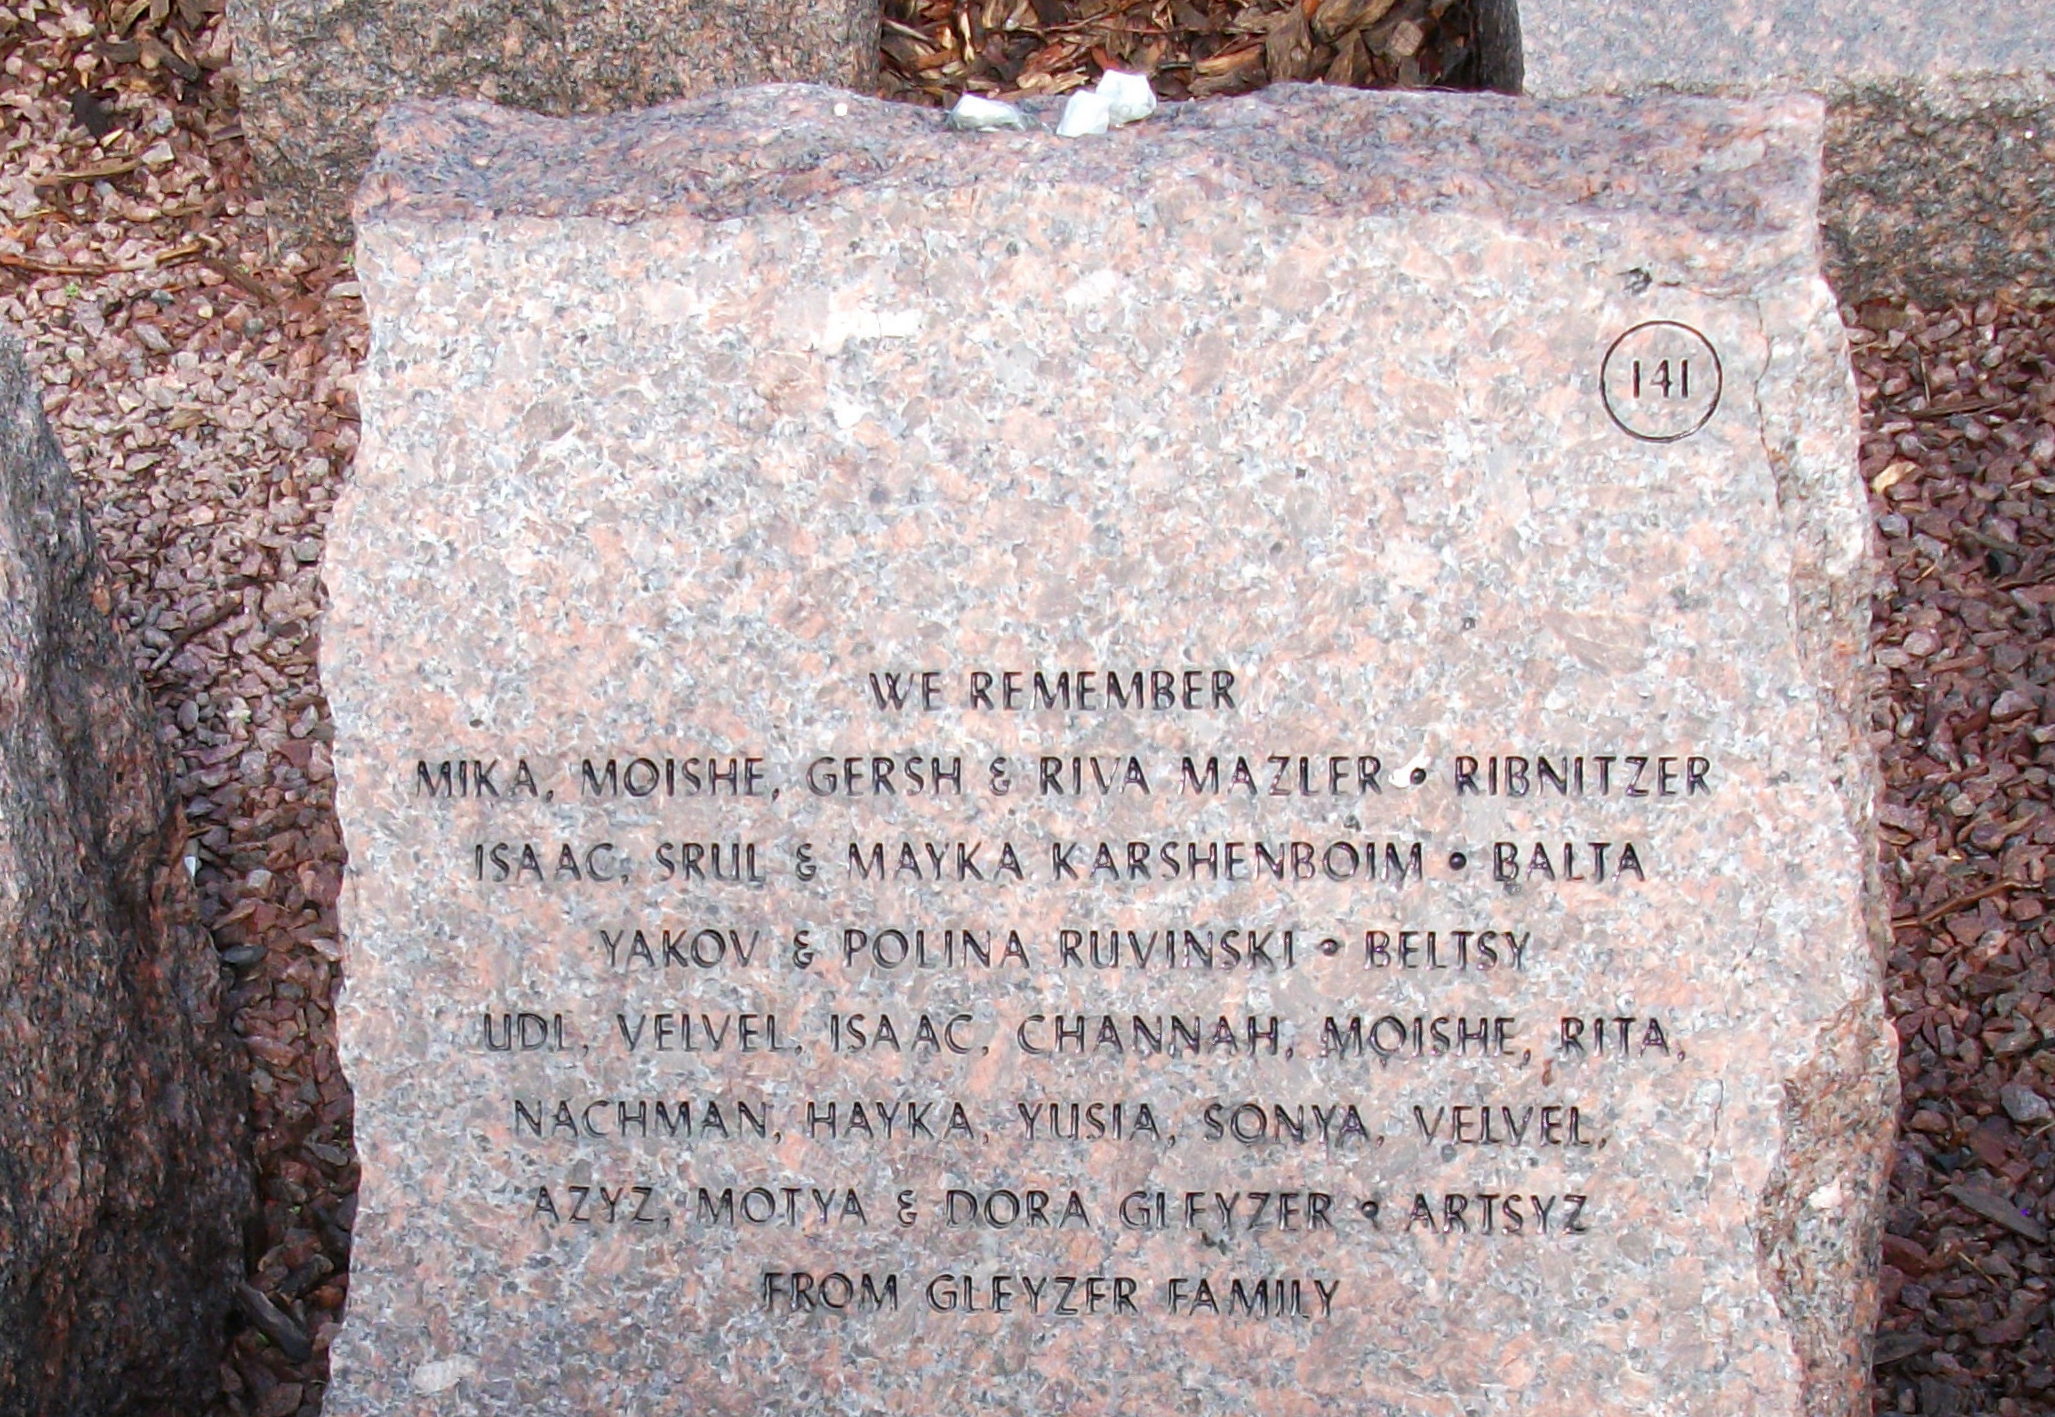 141
WE REMEMBER
MIKA, MOISHE, GERSH & RIVA MAZLER • RIBNITZER
ISAAC, SRUL & MAYKA KARSHENBOIM • BALTA
YAKOV & POLINA RUVINSKI • BELTSY
UDL, VELVEL, ISAAC, CHANNAH, MOISHE, RITA,
NACHMAN, HAYKA, YUSIA, SONYA, VELVEL,
AZYZ, MOTYA & DORA GLEYZER • ARTSYZ
FROM GLEYZER FAMILY